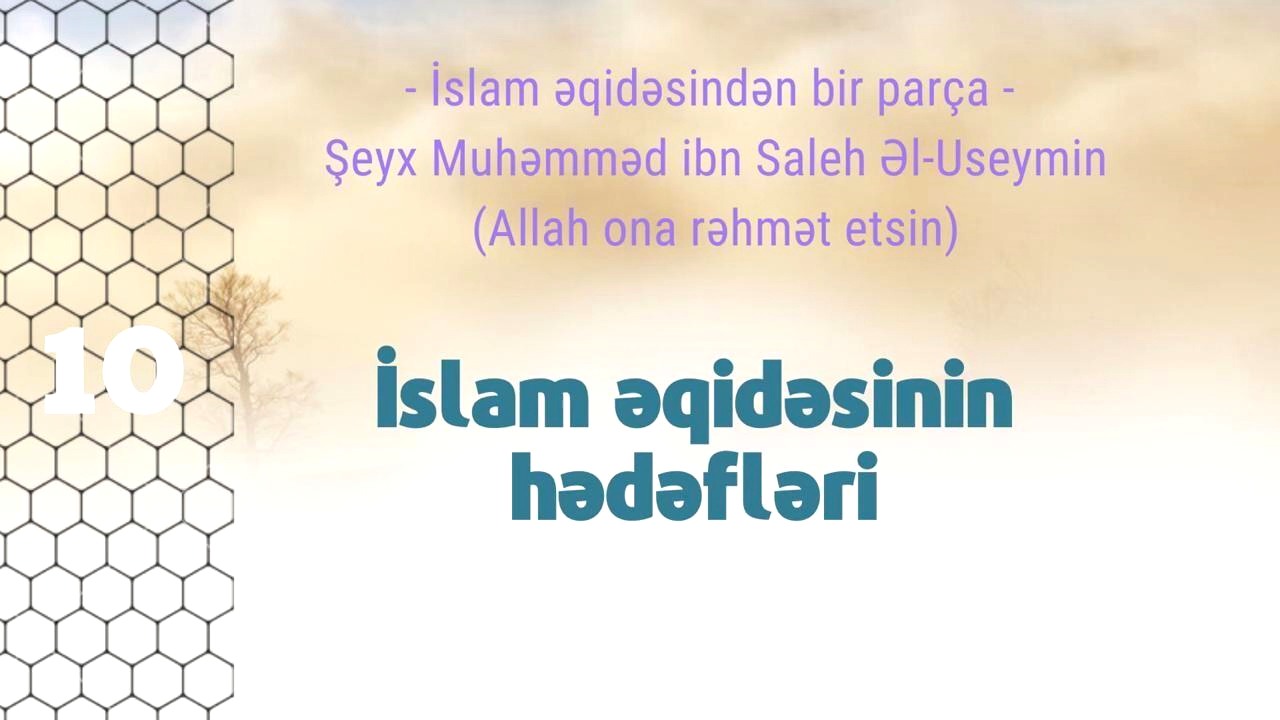 - İslam əqidəsindən bir parça -
Şeyx Muhəmməd ibn Saleh Əl-Useymin
(Allah ona rəhmət etsin)
10
İslam əqidəsinin
hədəfləri